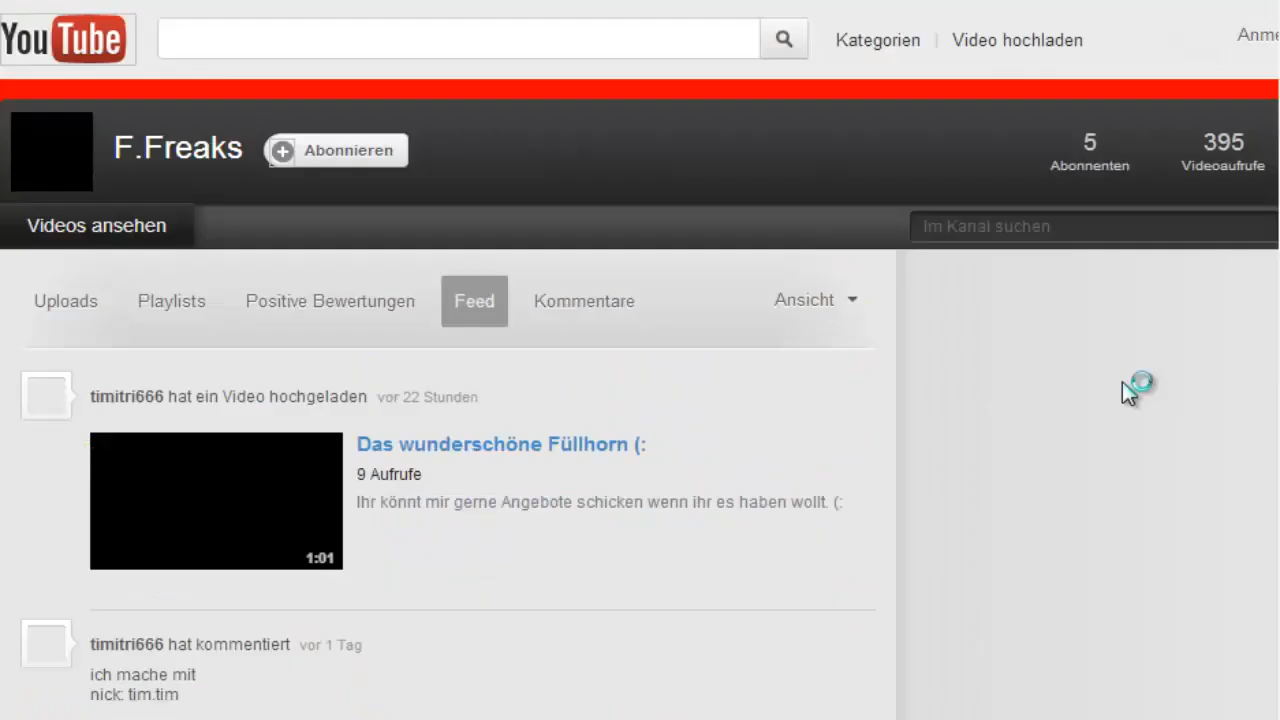 YouTube
Kategorien | Video hochladen
Anme
F.Freaks
Abonnieren
5
Abonnenten
395
Videoaufrufe
Videos ansehen
Im Kanal suchen
Uploads
Playlists
Positive Bewertungen
Feed
Kommentare
Ansicht
timitri666 hat ein Video hochgeladen vor 22 Stunden
Das wunderschöne Füllhorn (:
9 Aufrufe
Ihr könnt mir gerne Angebote schicken wenn ihr es haben wollt. (:
1:01
timitri666 hat kommentiert vor 1 Tag
ich mache mit
nick: tim.tim